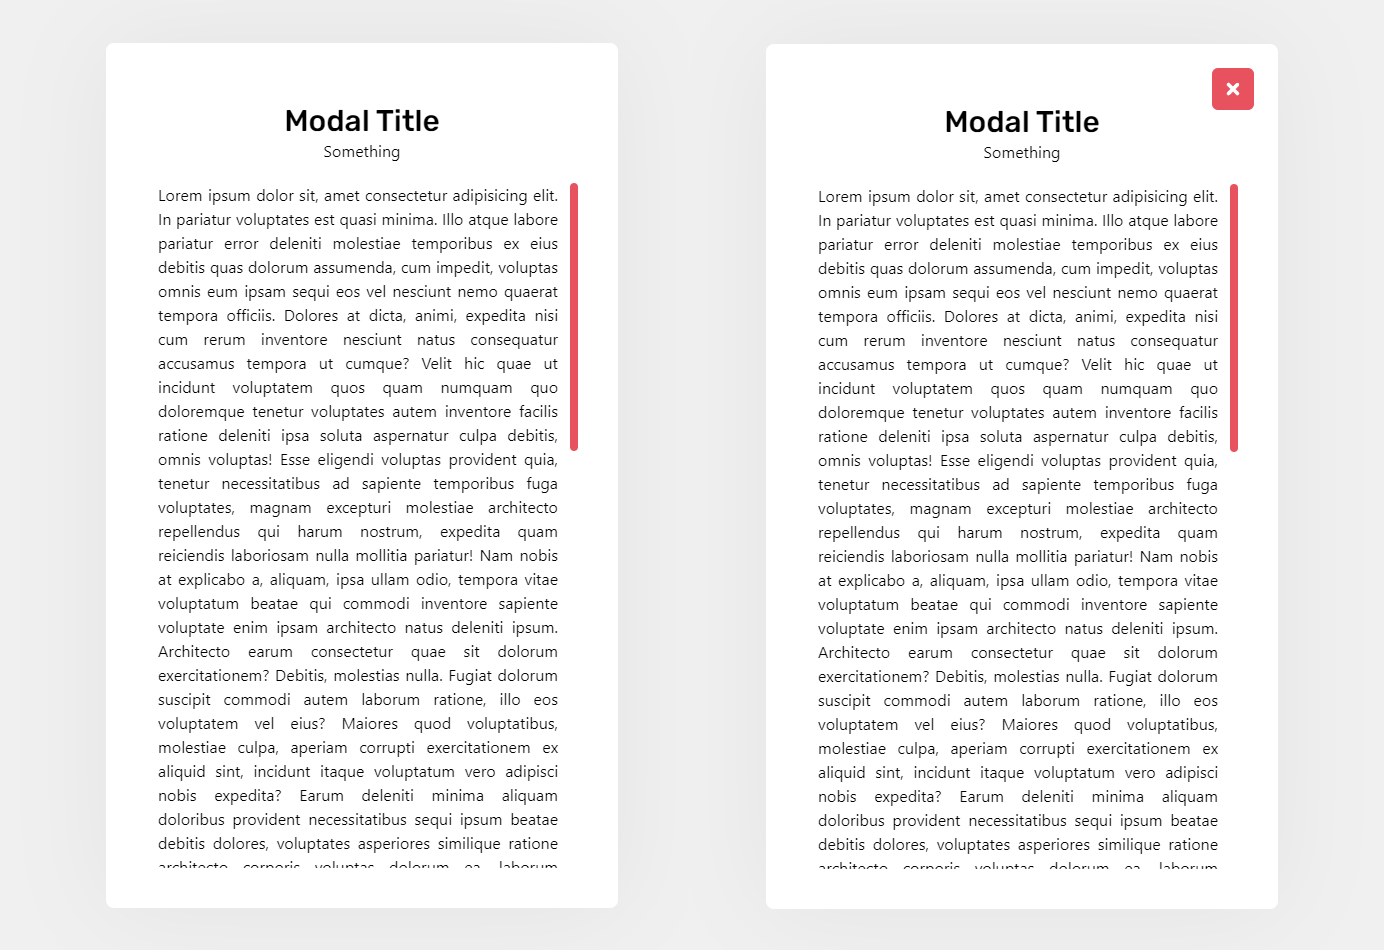 Modal Title
Something
Lorem ipsum dolor sit, amet consectetur adipisicing elit.
In pariatur voluptates est quasi minima. Illo atque labore
pariatur error deleniti molestiae temporibus ex eius
debitis quas dolorum assumenda, cum impedit, voluptas
omnis eum ipsam sequi eos vel nesciunt nemo quaerat
tempora officiis. Dolores at dicta, animi, expedita nisi
cum rerum inventore nesciunt natus consequatur
accusamus tempora ut cumque? Velit hic quae ut
incidunt voluptatem quos quam numquam quo
doloremque tenetur voluptates autem inventore facilis
ratione deleniti ipsa soluta aspernatur culpa debitis,
omnis voluptas! Esse eligendi voluptas provident quia,
tenetur necessitatibus ad sapiente temporibus fuga
voluptates, magnam excepturi molestiae architecto
repellendus qui harum nostrum, expedita quam
reiciendis laboriosam nulla mollitia pariatur! Nam nobis
at explicabo a, aliquam, ipsa ullam odio, tempora vitae
voluptatum beatae qui commodi inventore sapiente
voluptate enim ipsam architecto natus deleniti ipsum.
Architecto earum consectetur quae sit dolorum
exercitationem? Debitis, molestias nulla. Fugiat dolorum
suscipit commodi autem laborum ratione, illo eos
voluptatem vel eius? Maiores quod voluptatibus,
molestiae culpa, aperiam corrupti exercitationem ex
aliquid sint, incidunt itaque voluptatum vero adipisci
nobis expedita? Earum deleniti minima aliquam
doloribus provident necessitatibus sequi ipsum beatae
debitis dolores, voluptates asperiores similique ratione
architecto corporis voluptas dolorum ea, laborum
Modal Title
Something
Lorem ipsum dolor sit, amet consectetur adipisicing elit.
In pariatur voluptates est quasi minima. Illo atque labore
pariatur error deleniti molestiae temporibus ex eius
debitis quas dolorum assumenda, cum impedit, voluptas
omnis eum ipsam sequi eos vel nesciunt nemo quaerat
tempora officiis. Dolores at dicta, animi, expedita nisi
cum rerum inventore nesciunt natus consequatur
accusamus tempora ut cumque? Velit hic quae ut
incidunt voluptatem quos quam numquam quo
doloremque tenetur voluptates autem inventore facilis
ratione deleniti ipsa soluta aspernatur culpa debitis,
omnis voluptas! Esse eligendi voluptas provident quia,
tenetur necessitatibus ad sapiente temporibus fuga
voluptates, magnam excepturi molestiae architecto
repellendus qui harum nostrum, expedita quam
reiciendis laboriosam nulla mollitia pariatur! Nam nobis
at explicabo a, aliquam, ipsa ullam odio, tempora vitae
voluptatum beatae qui commodi inventore sapiente
voluptate enim ipsam architecto natus deleniti ipsum.
Architecto earum consectetur quae sit dolorum
exercitationem? Debitis, molestias nulla. Fugiat dolorum
suscipit commodi autem laborum ratione, illo eos
voluptatem vel eius? Maiores quod voluptatibus,
molestiae culpa, aperiam corrupti exercitationem ex
aliquid sint, incidunt itaque voluptatum vero adipisci
nobis expedita? Earum deleniti minima aliquam
doloribus provident necessitatibus sequi ipsum beatae
debitis dolores, voluptates asperiores similique ratione
architecto corporis voluptas dolorum ea, laborum